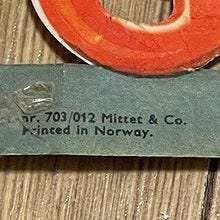 nr. 703/012 Mittet & Co.
Printed in Norway.